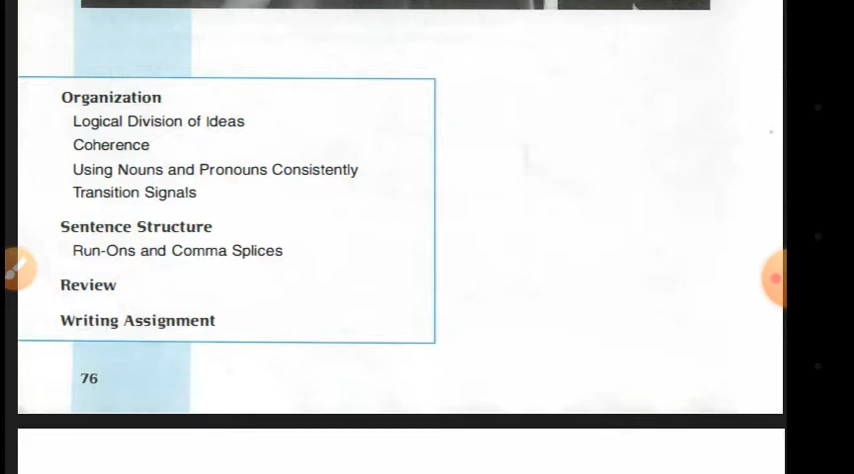 Organization
Logical Division of Ideas
Coherence
Using Nouns and Pronouns Consistently
Transition Signals
Sentence Structure
Run-Ons and Comma Splices
Review
Writing Assignment
76